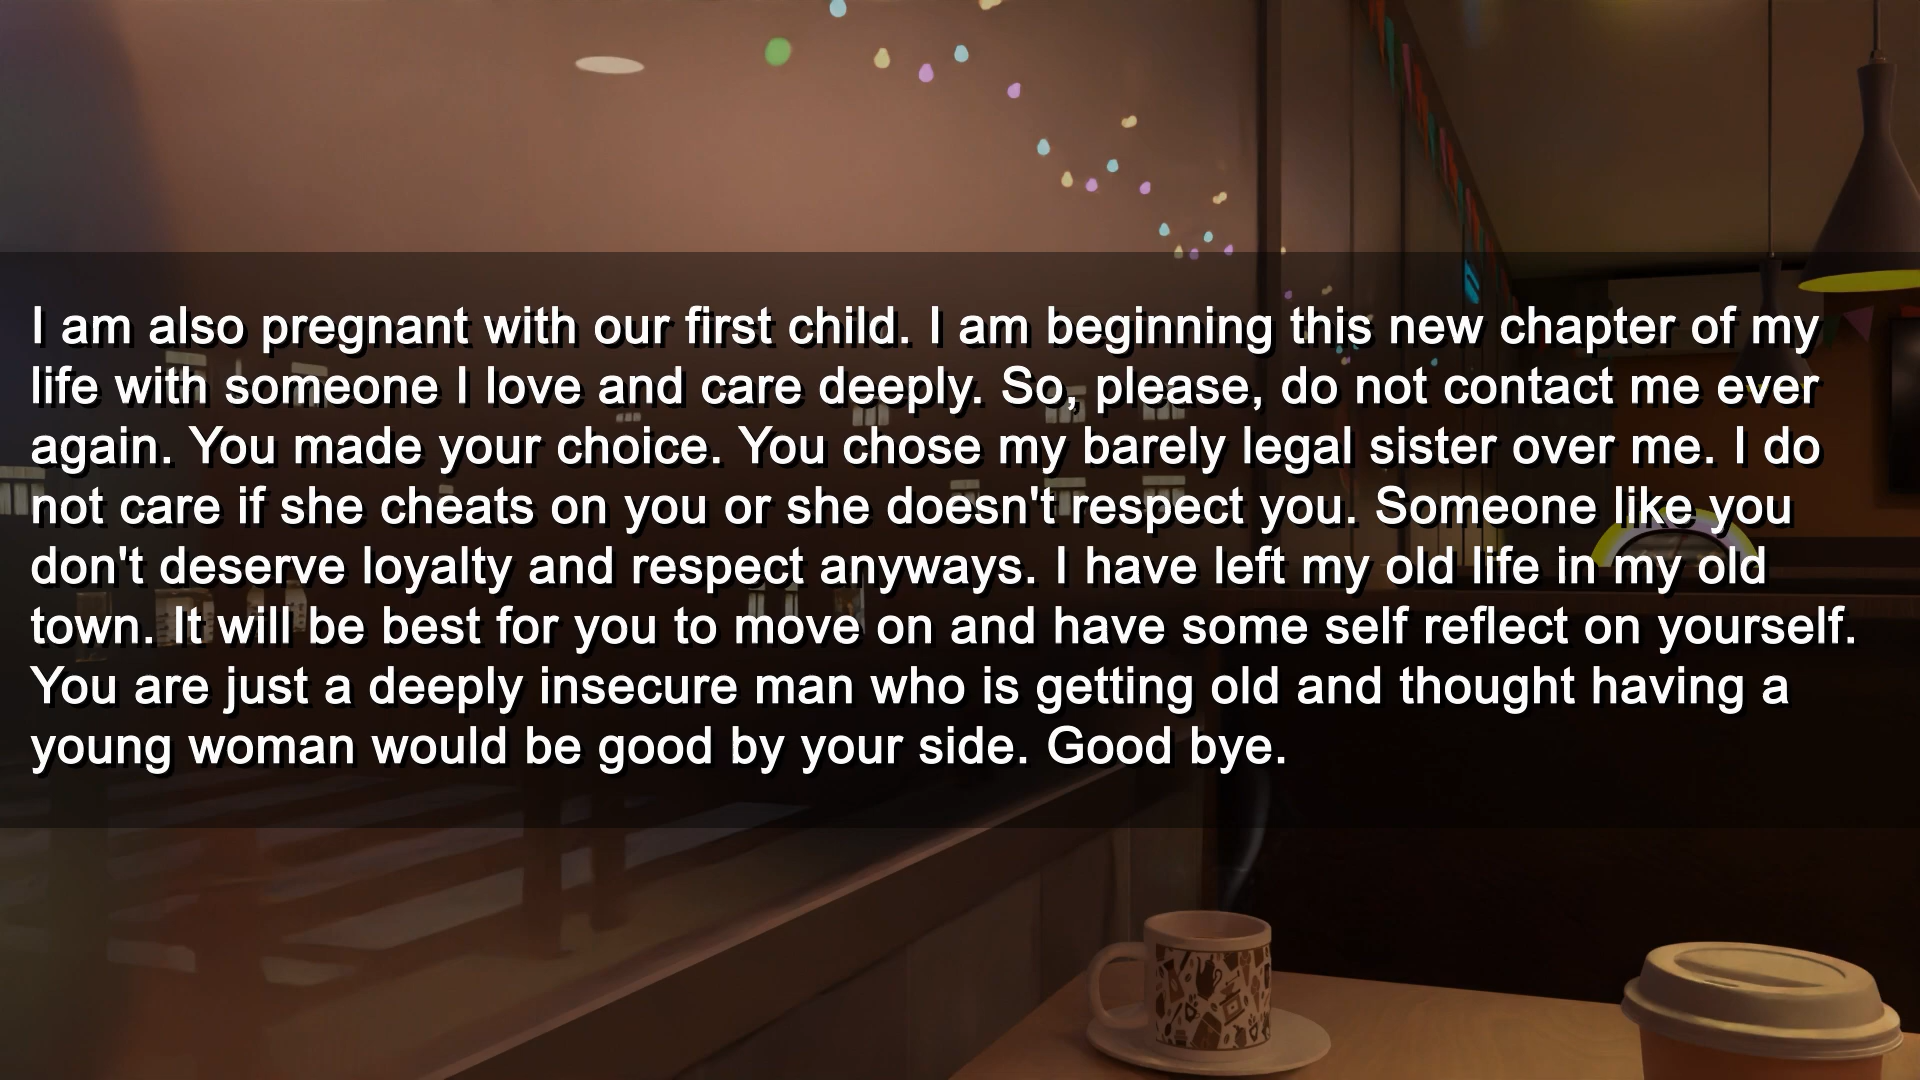 I am also pregnant with our first child. I am beginning this new chapter of my
life with someone I love and care deeply. So, please, do not contact me ever
again. You made your choice. You chose my barely legal sister over me. I do
not care if she cheats on you or she doesn't respect you. Someone like you
don't deserve loyalty and respect anyways. I have left my old life in my old
town. It will be best for you to move on and have some self reflect on yourself.
You are just a deeply insecure man who is getting old and thought having a
young woman would be good by your side. Good bye.